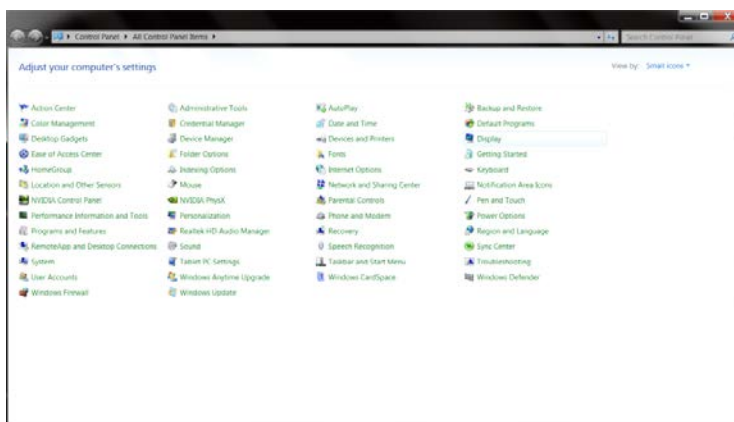 Control Panel ▸ All Control Panel Items ▸ Search Control Panel
Adjust your computer's settings View by: Small icons
Action Center Administrative Tools AutoPlay Backup and Restore
Color Management Credential Manager Date and Time Default Programs
Desktop Gadgets Device Manager Devices and Printers Display
Ease of Access Center Folder Options Fonts Getting Started
HomeGroup Indexing Options Internet Options Keyboard
Location and Other Sensors Mouse Network and Sharing Center Notification Area Icons
NVIDIA Control Panel NVIDIA PhysX Parental Controls Pen and Touch
Performance Information and Tools Personalization Phone and Modem Power Options
Programs and Features Realtek HD Audio Manager Recovery Region and Language
RemoteApp and Desktop Connections Sound Speech Recognition Sync Center
System Tablet PC Settings Taskbar and Start Menu Troubleshooting
User Accounts Windows Anytime Upgrade Windows CardSpace Windows Defender
Windows Firewall Windows Update